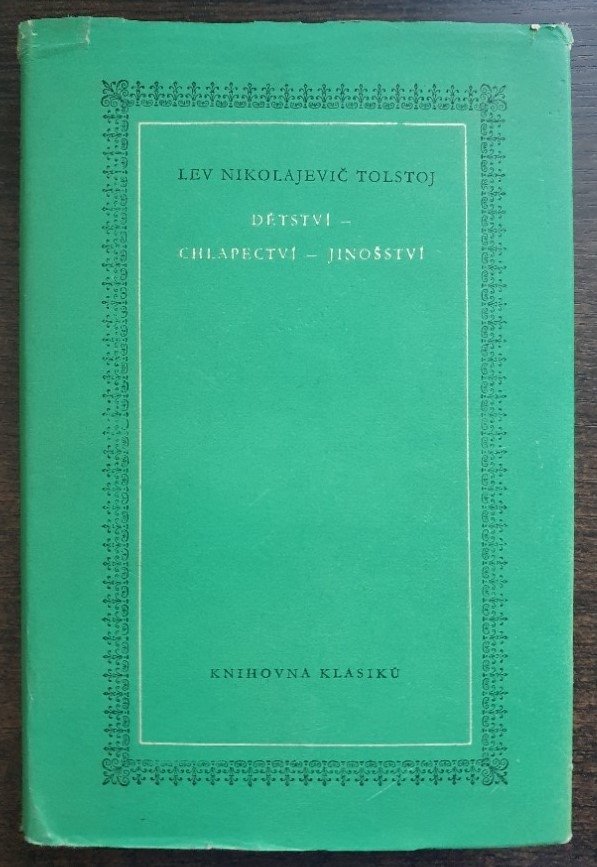 LEV NIKOLAJEVIČ TOLSTOJ
DĚTSTVÍ –
CHLAPECTVÍ – JINOŠSTVÍ
KNIHOVNA KLASIKŮ